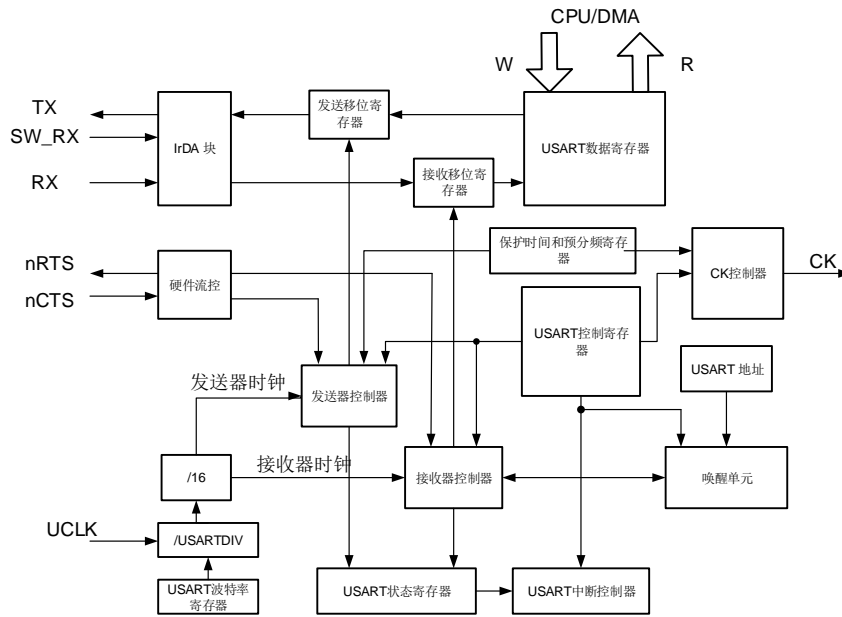 CPU/DMA
W
R
TX
SW_RX
RX
IrDA 块
发送移位寄
存器
接收移位寄
存器
USART数据寄存器
nRTS
nCTS
硬件流控
保护时间和预分频寄存
器
CK控制器
CK
USART控制寄存
器
USART 地址
发送器时钟
发送器控制器
/16
接收器时钟
接收器控制器
唤醒单元
UCLK
/USARTDIV
USART波特率
寄存器
USART状态寄存器
USART中断控制器